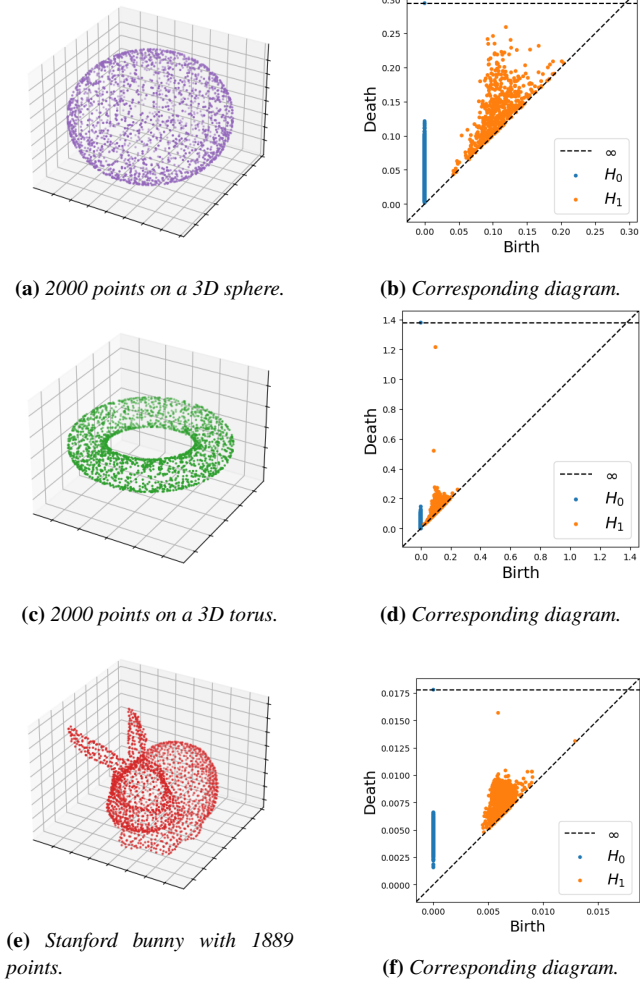 0.30
0.25
0.20
0.15
0.10
0.05
0.00
Death
∞
H₀
H₁
0.00 0.05 0.10 0.15 0.20 0.25 0.30
Birth
(a) 2000 points on a 3D sphere.
(b) Corresponding diagram.
1.4
1.2
1.0
0.8
0.6
0.4
0.2
0.0
Death
∞
H₀
H₁
0.0 0.2 0.4 0.6 0.8 1.0 1.2 1.4
Birth
(c) 2000 points on a 3D torus.
(d) Corresponding diagram.
0.0175
0.0150
0.0125
0.0100
0.0075
0.0050
0.0025
0.0000
Death
∞
H₀
H₁
0.000 0.005 0.010 0.015
Birth
(e) Stanford bunny with 1889
points.
(f) Corresponding diagram.